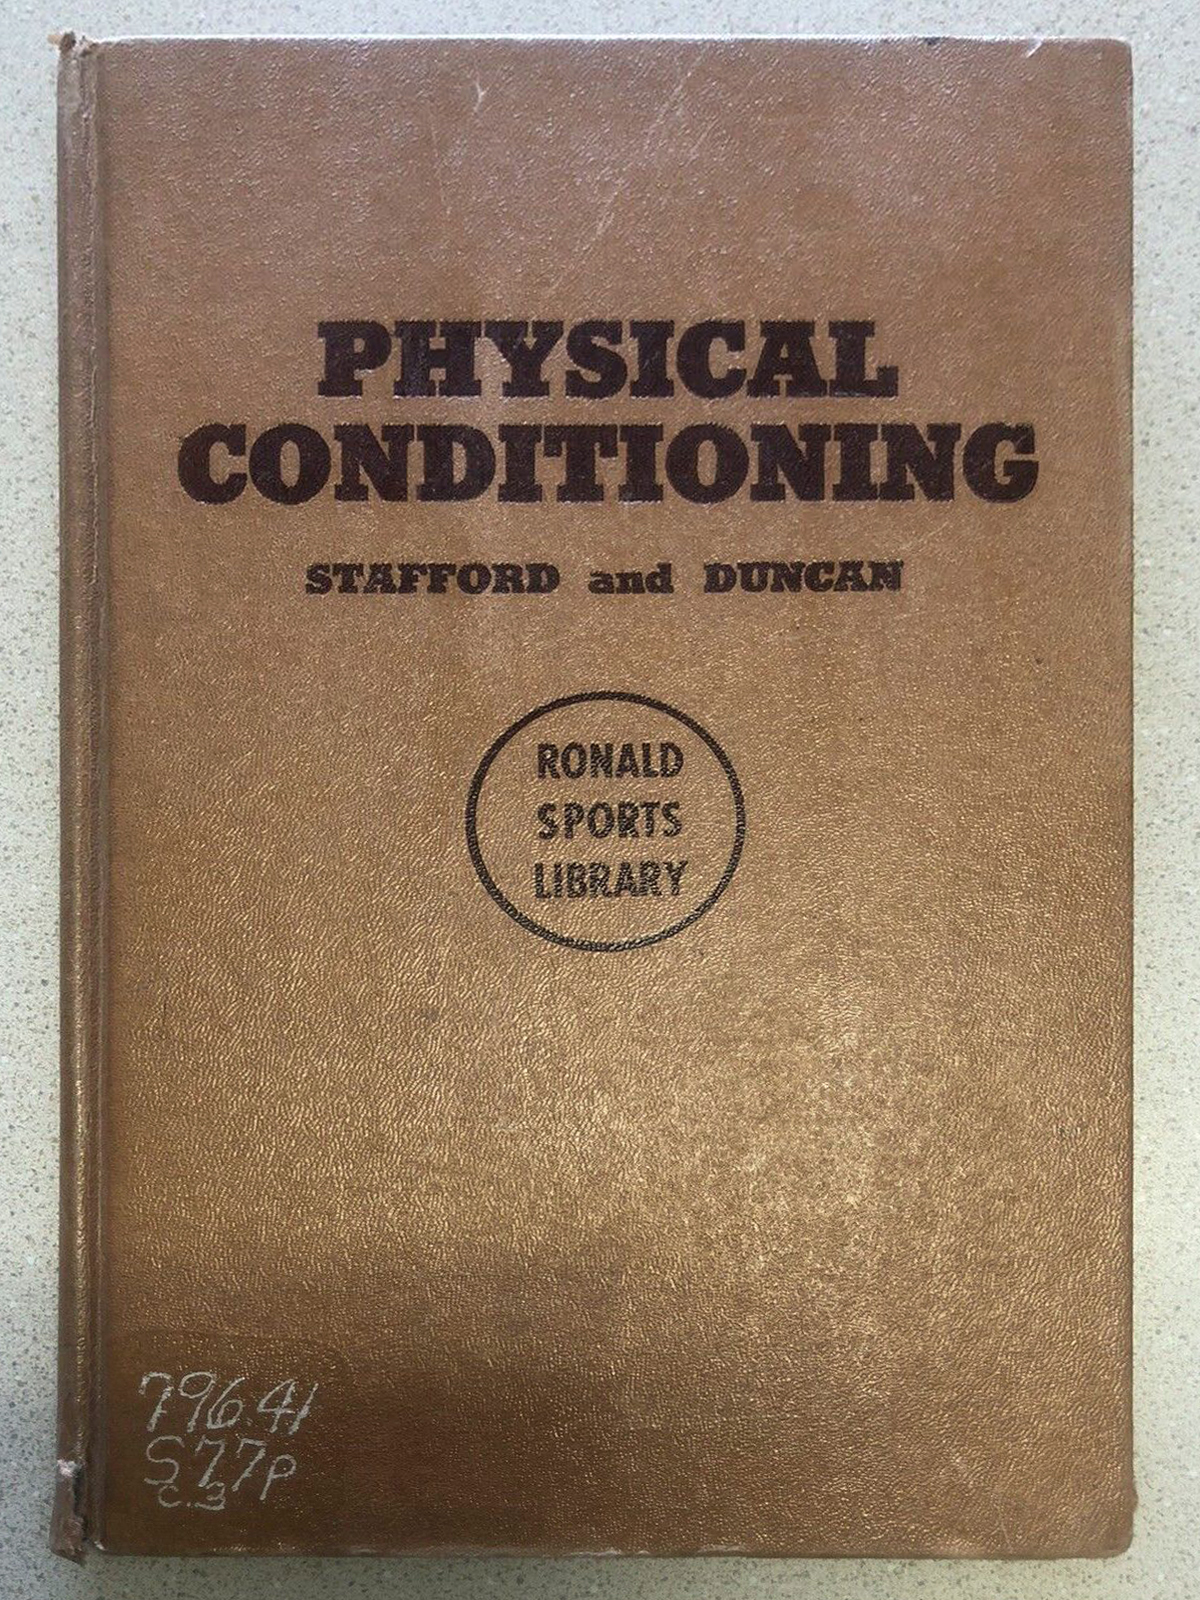 PHYSICAL
CONDITIONING
STAFFORD and DUNCAN
RONALD
SPORTS
LIBRARY
796.41
S77p
c.3